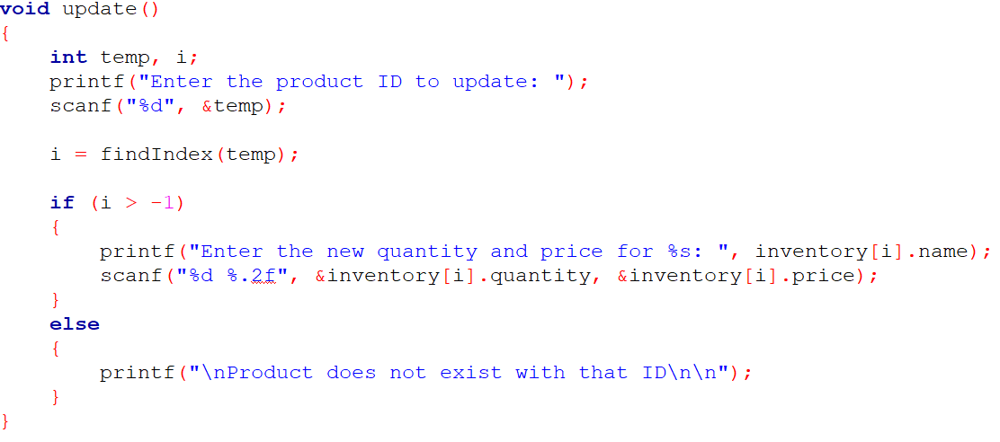 void update()
{
    int temp, i;
    printf("Enter the product ID to update: ");
    scanf("%d", &temp);

    i = findIndex(temp);

    if (i > -1)
    {
        printf("Enter the new quantity and price for %s: ", inventory[i].name);
        scanf("%d %.2f", &inventory[i].quantity, &inventory[i].price);
    }
    else
    {
        printf("\nProduct does not exist with that ID\n\n");
    }
}